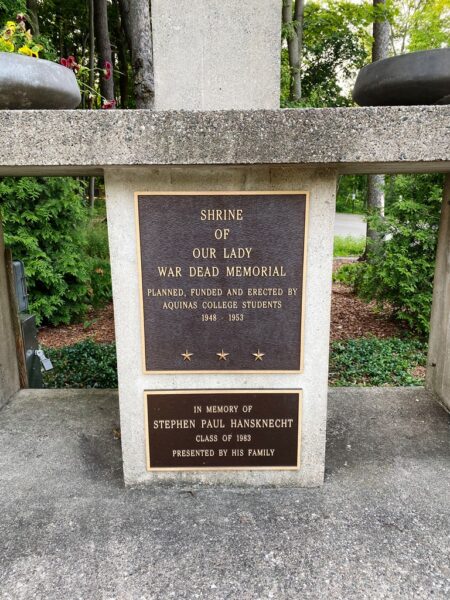 SHRINE
OF
OUR LADY
WAR DEAD MEMORIAL
PLANNED, FUNDED AND ERECTED BY
AQUINAS COLLEGE STUDENTS
1948 - 1953
IN MEMORY OF
STEPHEN PAUL HANSKNECHT
CLASS OF 1983
PRESENTED BY HIS FAMILY